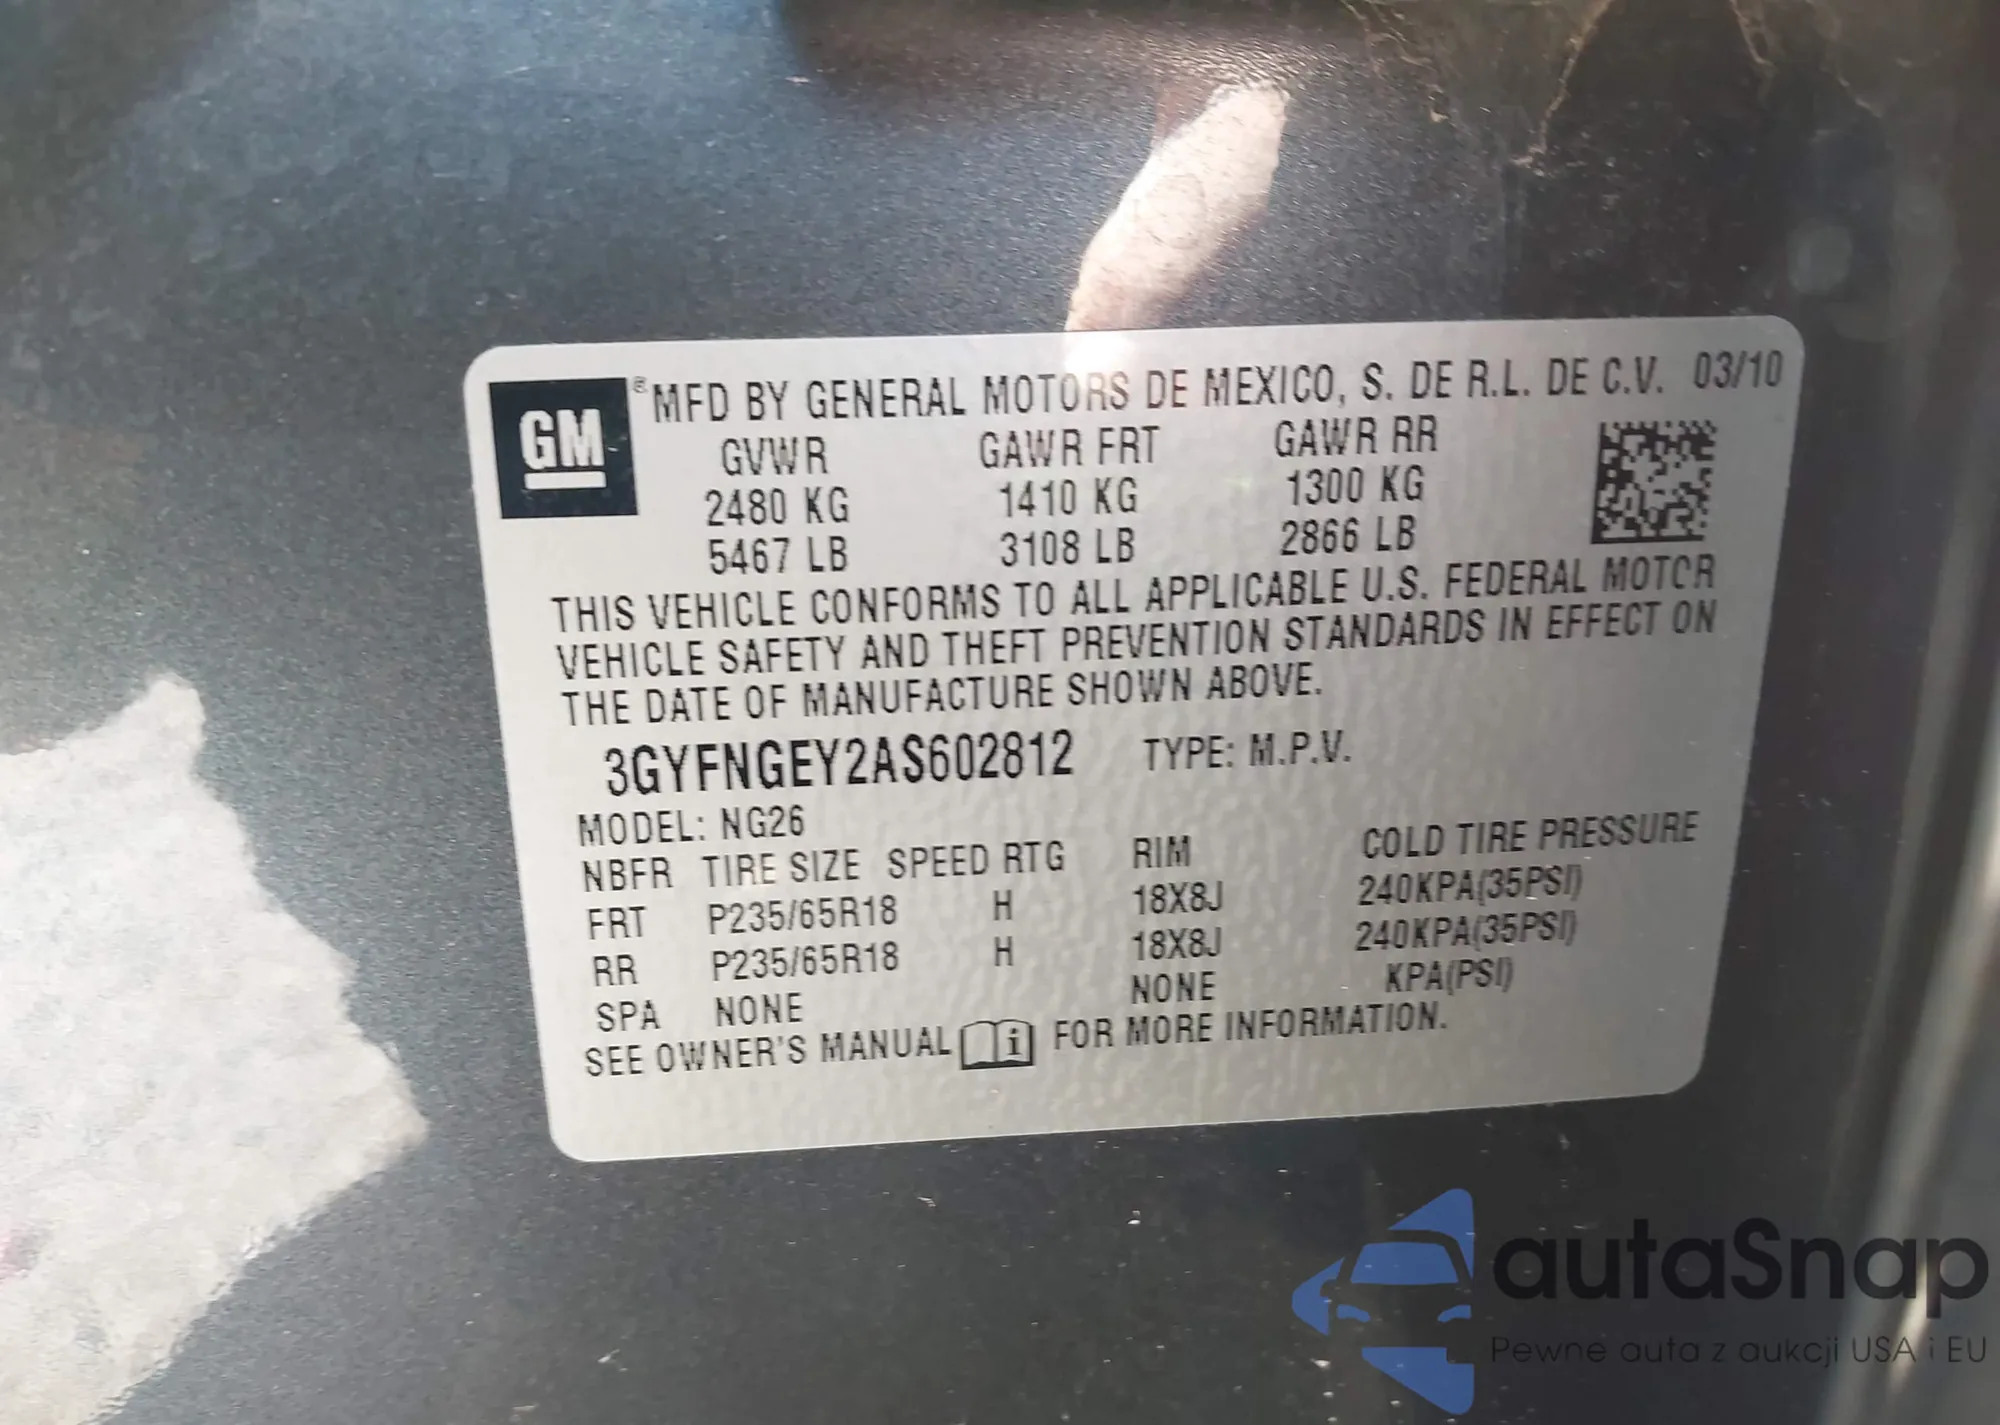 GM ® MFD BY GENERAL MOTORS DE MEXICO, S. DE R.L. DE C.V. 03/10
GVWR GAWR FRT GAWR RR
2480 KG 1410 KG 1300 KG
5467 LB 3108 LB 2866 LB
THIS VEHICLE CONFORMS TO ALL APPLICABLE U.S. FEDERAL MOTOR
VEHICLE SAFETY AND THEFT PREVENTION STANDARDS IN EFFECT ON
THE DATE OF MANUFACTURE SHOWN ABOVE.
3GYFNGEY2AS602812 TYPE: M.P.V.
MODEL: NG26
NBFR TIRE SIZE SPEED RTG RIM COLD TIRE PRESSURE
FRT P235/65R18 H 18X8J 240KPA(35PSI)
RR P235/65R18 H 18X8J 240KPA(35PSI)
SPA NONE NONE KPA(PSI)
SEE OWNER'S MANUAL i FOR MORE INFORMATION.
autaSnap
Pewne auta z aukcji USA i EU